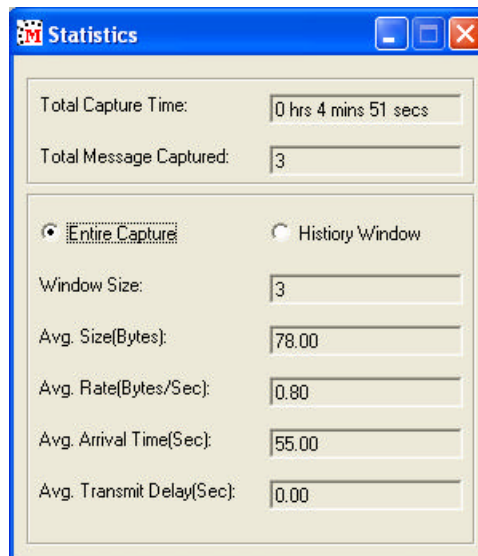 Statistics
Total Capture Time: 0 hrs 4 mins 51 secs
Total Message Captured: 3
Entire Capture Histiory Window
Window Size: 3
Avg. Size(Bytes): 78.00
Avg. Rate(Bytes/Sec): 0.80
Avg. Arrival Time(Sec): 55.00
Avg. Transmit Delay(Sec): 0.00